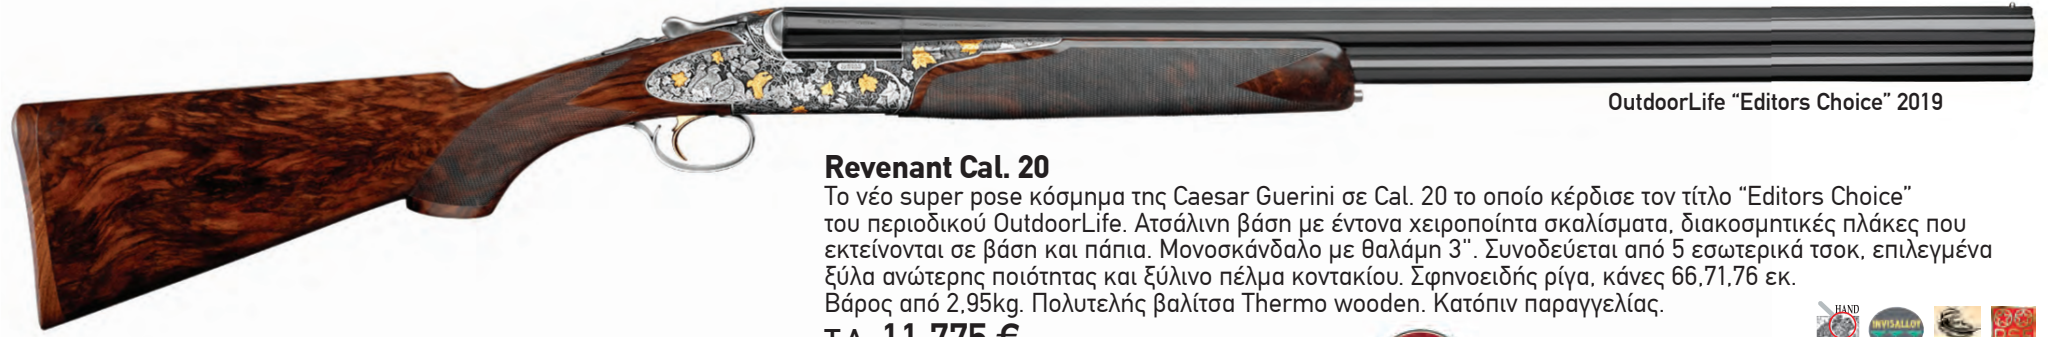 OutdoorLife “Editors Choice” 2019
Revenant Cal. 20
Το νέο super pose κόσμημα της Caesar Guerini σε Cal. 20 το οποίο κέρδισε τον τίτλο “Editors Choice”
του περιοδικού OutdoorLife. Ατσάλινη βάση με έντονα χειροποίητα σκαλίσματα, διακοσμητικές πλάκες που
εκτείνονται σε βάση και πάπια. Μονοσκάνδαλο με θαλάμη 3". Συνοδεύεται από 5 εσωτερικά τσοκ, επιλεγμένα
ξύλα ανώτερης ποιότητας και ξύλινο πέλμα κοντακίου. Σφηνοειδής ρίγα, κάνες 66,71,76 εκ.
Βάρος από 2,95kg. Πολυτελής βαλίτσα Thermo wooden. Κατόπιν παραγγελίας.
HAND
INVISALLOY
11.775 €